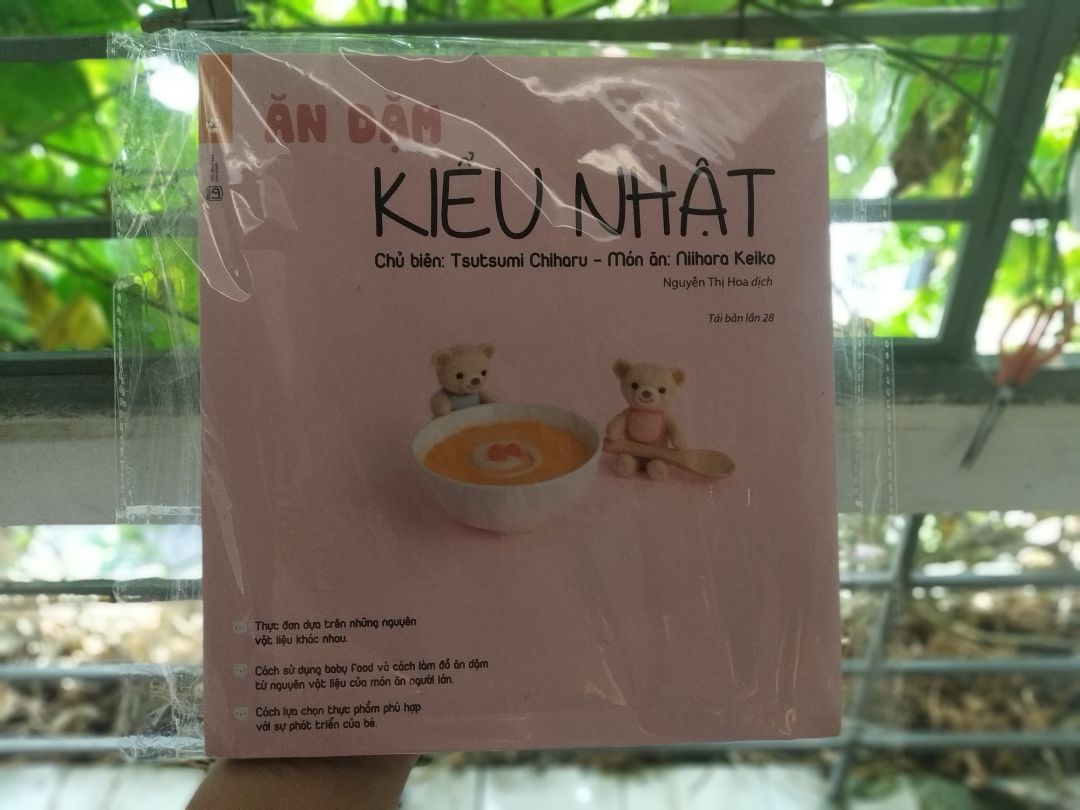 ĂN DẶM
KIỂU NHẬT
Chủ biên: Tsutsumi Chiharu – Món ăn: Niihara Keiko
Nguyễn Thị Hoa dịch
Tái bản lần 28
Thực đơn dựa trên những nguyên
vật liệu khác nhau.
Cách sử dụng baby food và cách làm đồ ăn dặm
từ nguyên vật liệu của món ăn người lớn.
Cách lựa chọn thực phẩm phù hợp
với sự phát triển của bé.